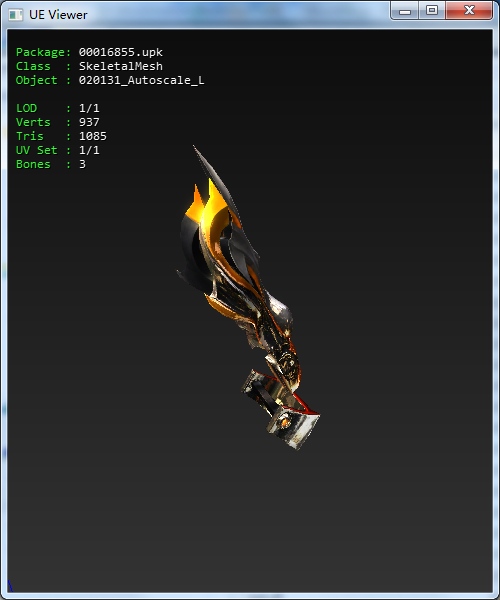 UE Viewer
Package: 00016855.upk
Class  : SkeletalMesh
Object : 020131_Autoscale_L
LOD    : 1/1
Verts  : 937
Tris   : 1085
UV Set : 1/1
Bones  : 3